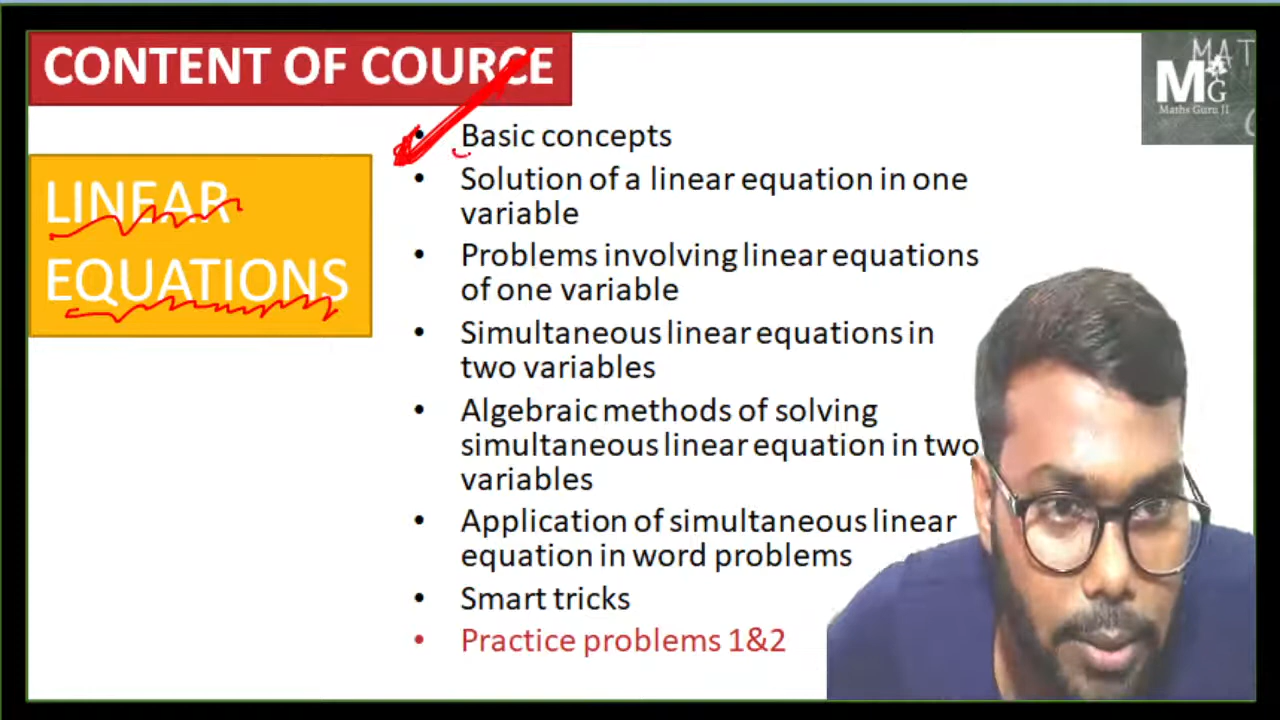 CONTENT OF COURCE
MAT
M
G
Maths Guru JI
LINEAR
EQUATIONS
• Basic concepts
• Solution of a linear equation in one
variable
• Problems involving linear equations
of one variable
• Simultaneous linear equations in
two variables
• Algebraic methods of solving
simultaneous linear equation in two
variables
• Application of simultaneous linear
equation in word problems
• Smart tricks
• Practice problems 1&2